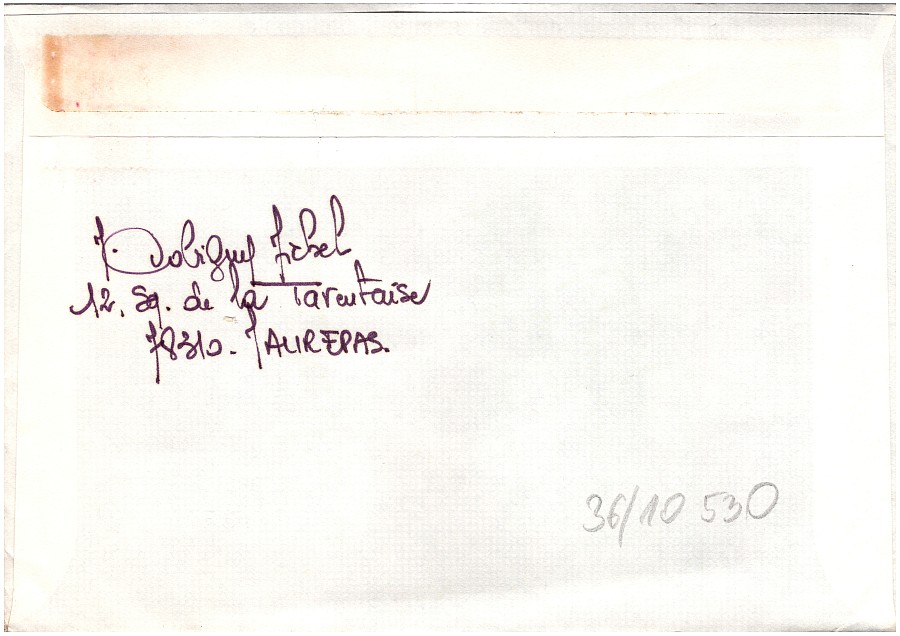 12. Sq. de la Tarentaise
78310. MAUREPAS.
36/10 530